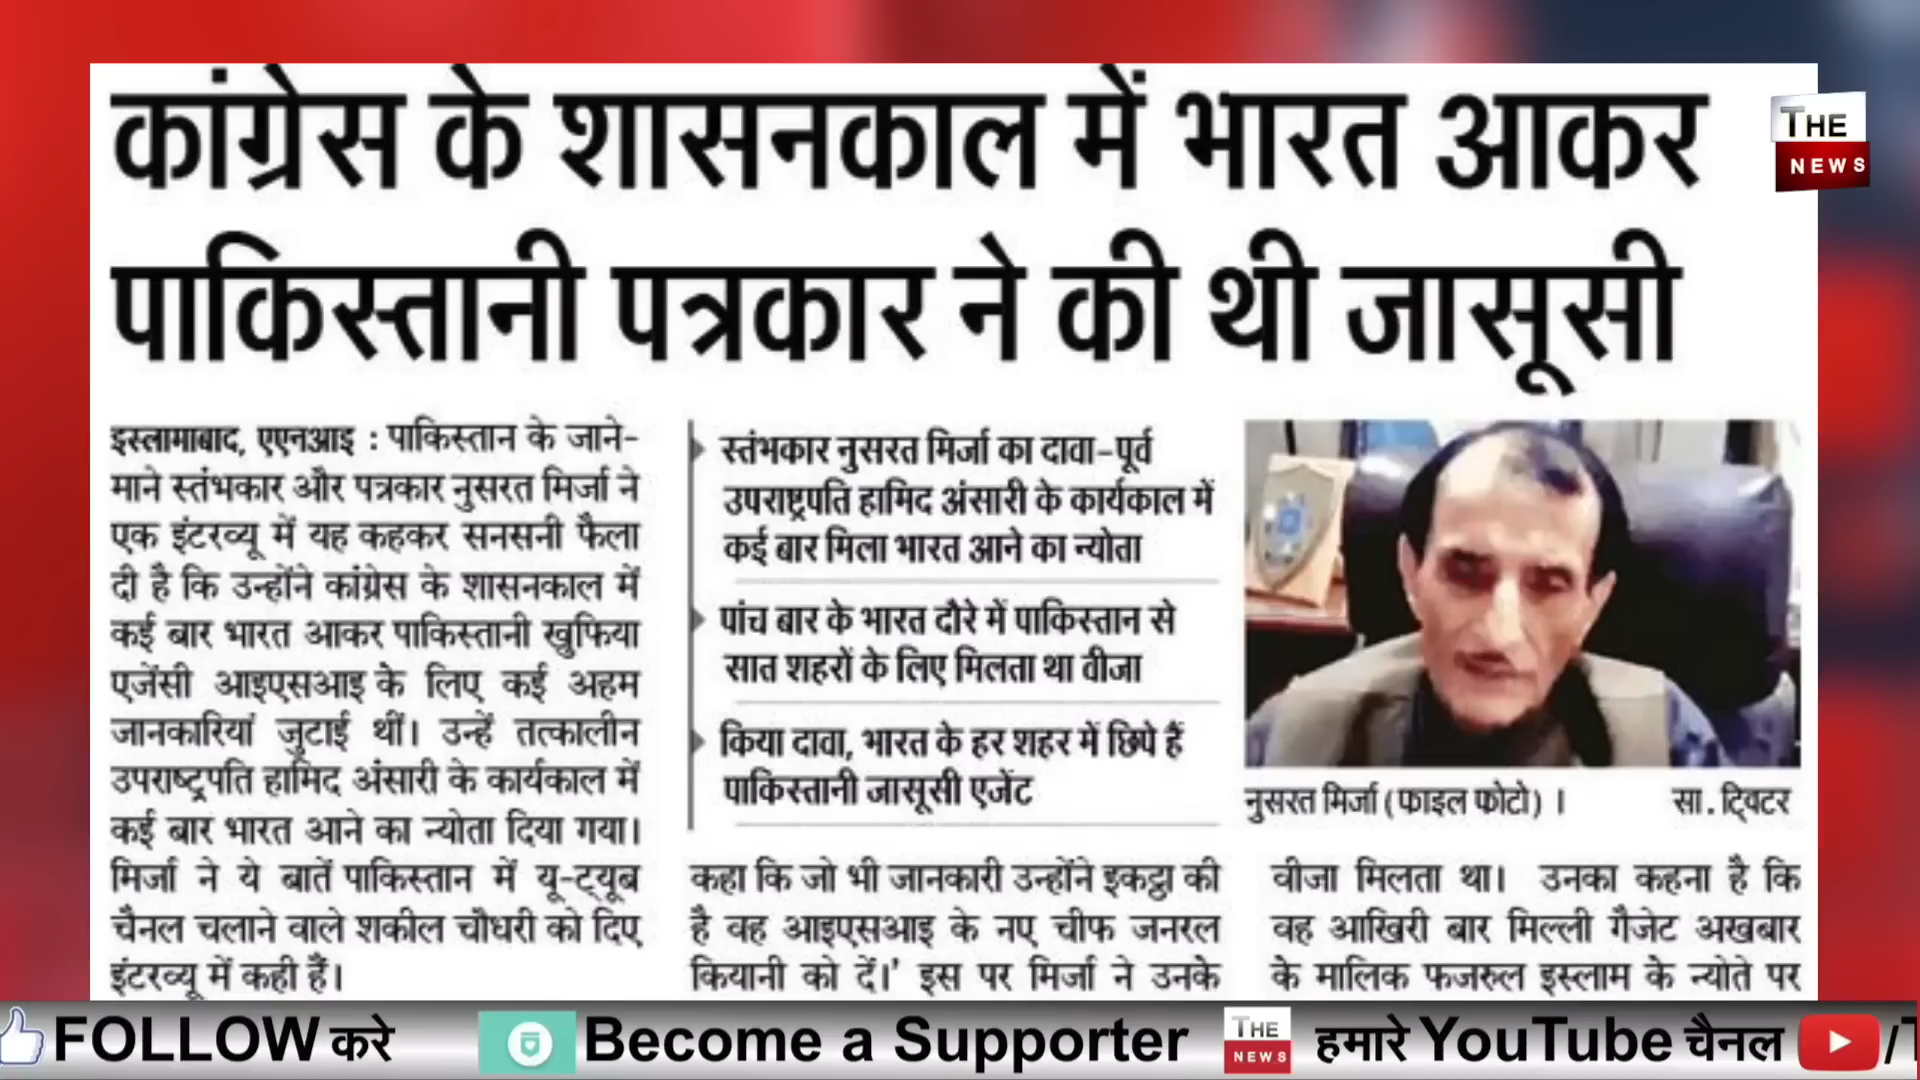 कांग्रेस के शासनकाल में भारत आकर
पाकिस्तानी पत्रकार ने की थी जासूसी
THE
NEWS
इस्लामाबाद, एएनआइ : पाकिस्तान के जाने-
माने स्तंभकार और पत्रकार नुसरत मिर्जा ने
एक इंटरव्यू में यह कहकर सनसनी फैला
दी है कि उन्होंने कांग्रेस के शासनकाल में
कई बार भारत आकर पाकिस्तानी खुफिया
एजेंसी आइएसआइ के लिए कई अहम
जानकारियां जुटाई थीं। उन्हें तत्कालीन
उपराष्ट्रपति हामिद अंसारी के कार्यकाल में
कई बार भारत आने का न्योता दिया गया।
मिर्जा ने ये बातें पाकिस्तान में यू-ट्यूब
चैनल चलाने वाले शकील चौधरी को दिए
इंटरव्यू में कही हैं।
स्तंभकार नुसरत मिर्जा का दावा-पूर्व
उपराष्ट्रपति हामिद अंसारी के कार्यकाल में
कई बार मिला भारत आने का न्योता
पांच बार के भारत दौरे में पाकिस्तान से
सात शहरों के लिए मिलता था वीजा
किया दावा, भारत के हर शहर में छिपे हैं
पाकिस्तानी जासूसी एजेंट
कहा कि जो भी जानकारी उन्होंने इकट्ठा की
है वह आइएसआइ के नए चीफ जनरल
कियानी को दें।' इस पर मिर्जा ने उनके
नुसरत मिर्जा (फाइल फोटो) । सा. ट्विटर
वीजा मिलता था। उनका कहना है कि
वह आखिरी बार मिल्ली गैजेट अखबार
के मालिक फजरुल इस्लाम के न्योते पर
FOLLOW करे Become a Supporter THE NEWS हमारे YouTube चैनल /T